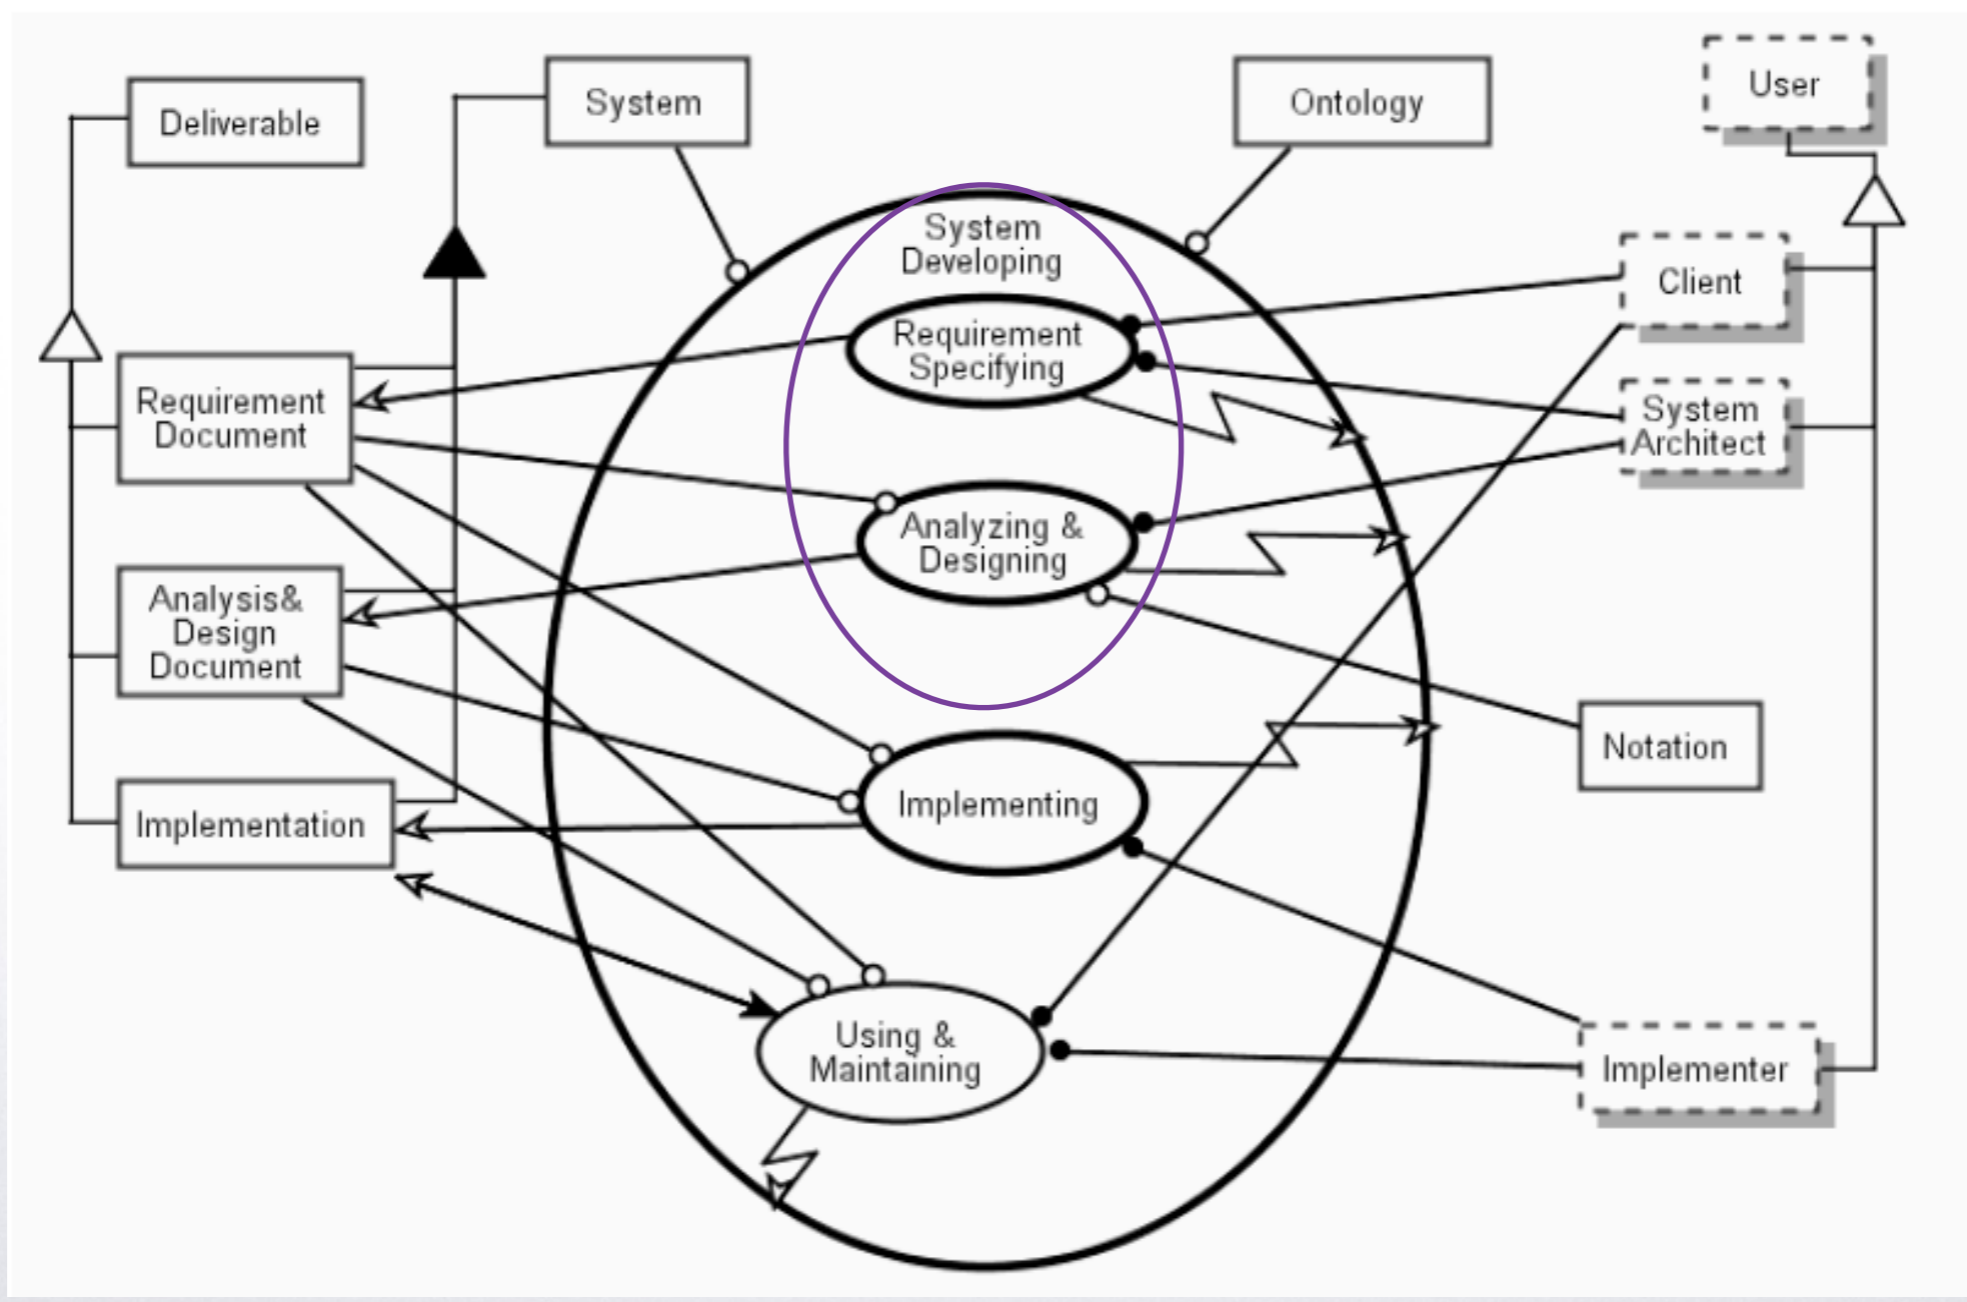 Deliverable
System
Ontology
User
System
Developing
Client
Requirement
Specifying
Requirement
Document
System
Architect
Analyzing &
Designing
Analysis&
Design
Document
Notation
Implementing
Implementation
Using &
Maintaining
Implementer